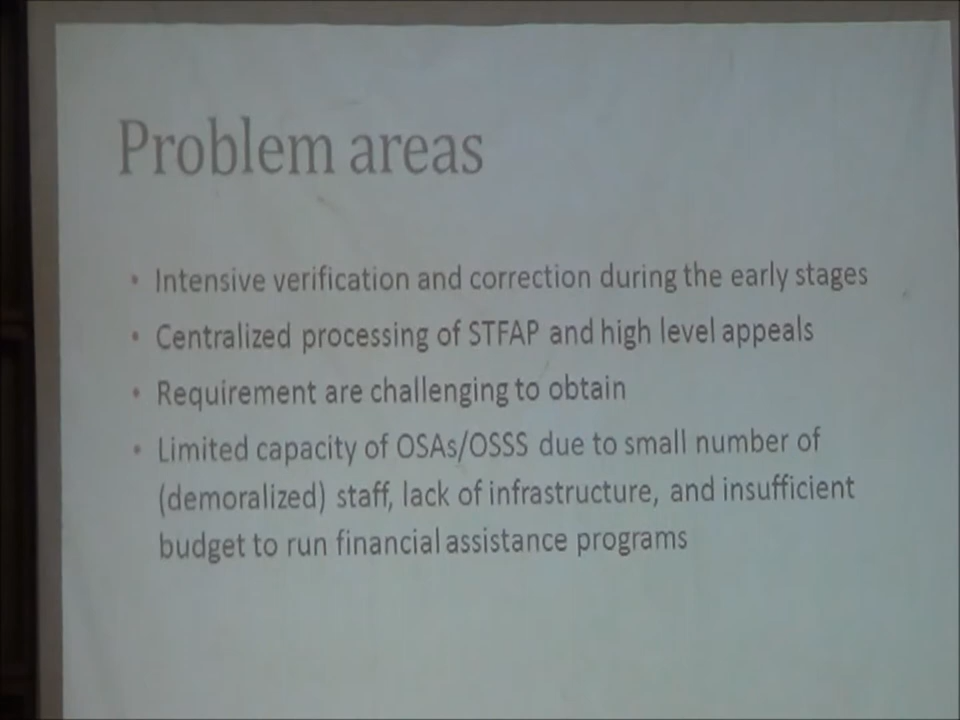 Problem areas
• Intensive verification and correction during the early stages
• Centralized processing of STFAP and high level appeals
• Requirement are challenging to obtain
• Limited capacity of OSAs/OSSS due to small number of
(demoralized) staff, lack of infrastructure, and insufficient
budget to run financial assistance programs